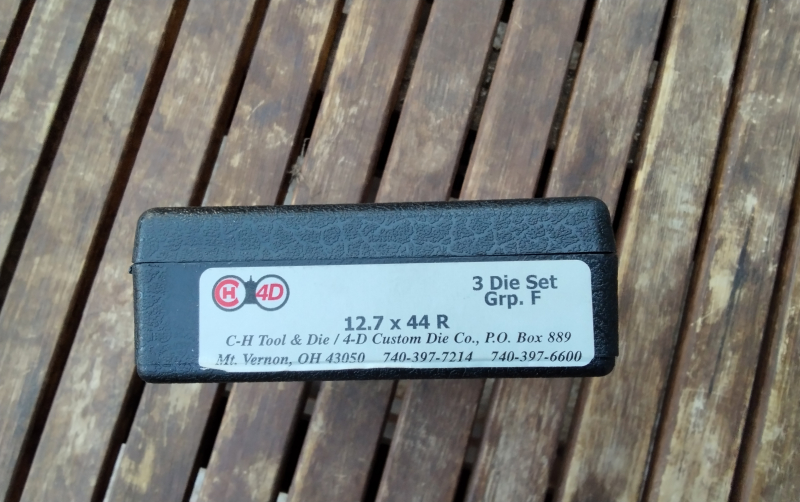 CH 4D
3 Die Set
Grp. F
12.7 x 44 R
C-H Tool & Die / 4-D Custom Die Co., P.O. Box 889
Mt. Vernon, OH 43050 740-397-7214 740-397-6600